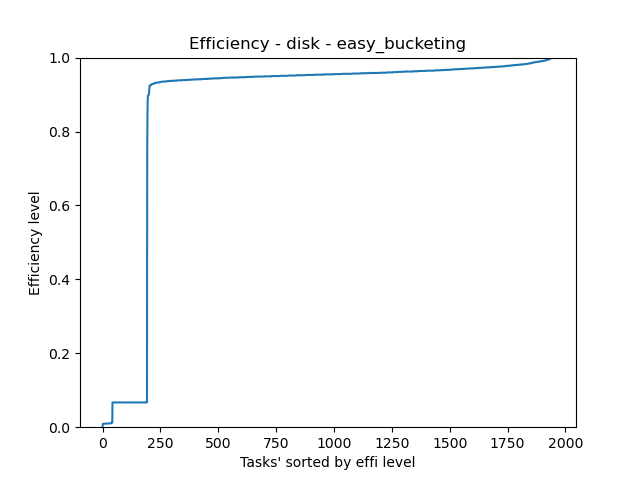 Efficiency - disk - easy_bucketing
1.0
0.8
0.6
0.4
0.2
0.0
Efficiency level
0 250 500 750 1000 1250 1500 1750 2000
Tasks' sorted by effi level